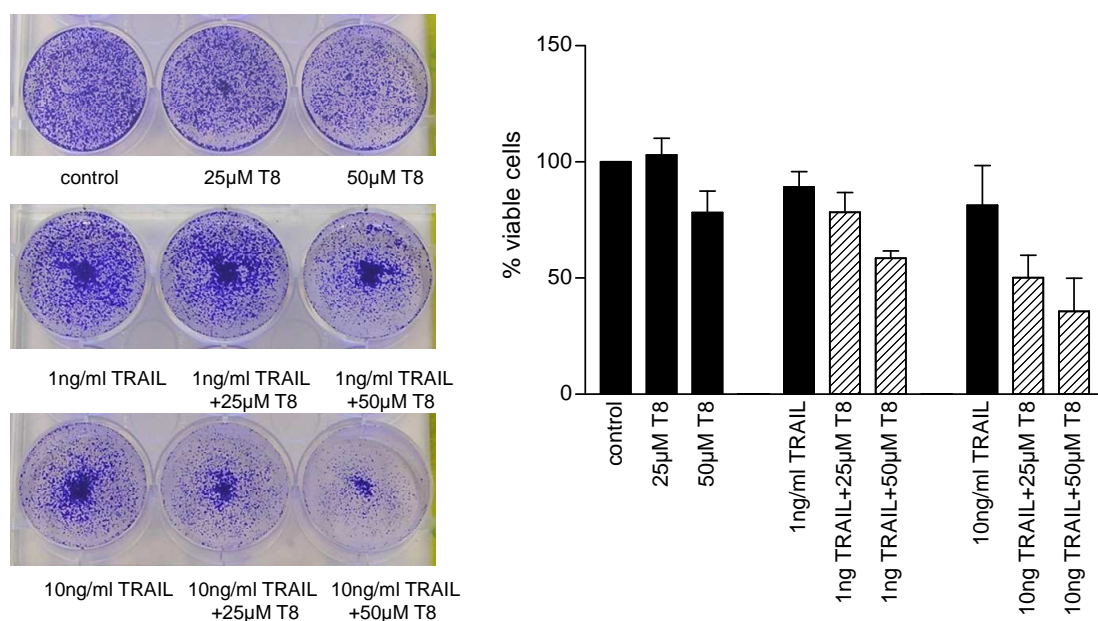 control 25µM T8 50µM T8
1ng/ml TRAIL 1ng/ml TRAIL 1ng/ml TRAIL
+25µM T8 +50µM T8
10ng/ml TRAIL 10ng/ml TRAIL 10ng/ml TRAIL
+25µM T8 +50µM T8
% viable cells
150
100
50
0
control
25µM T8
50µM T8
1ng/ml TRAIL
1ng TRAIL+25µM T8
1ng TRAIL+50µM T8
10ng/ml TRAIL
10ng TRAIL+25µM T8
10ng TRAIL+50µM T8